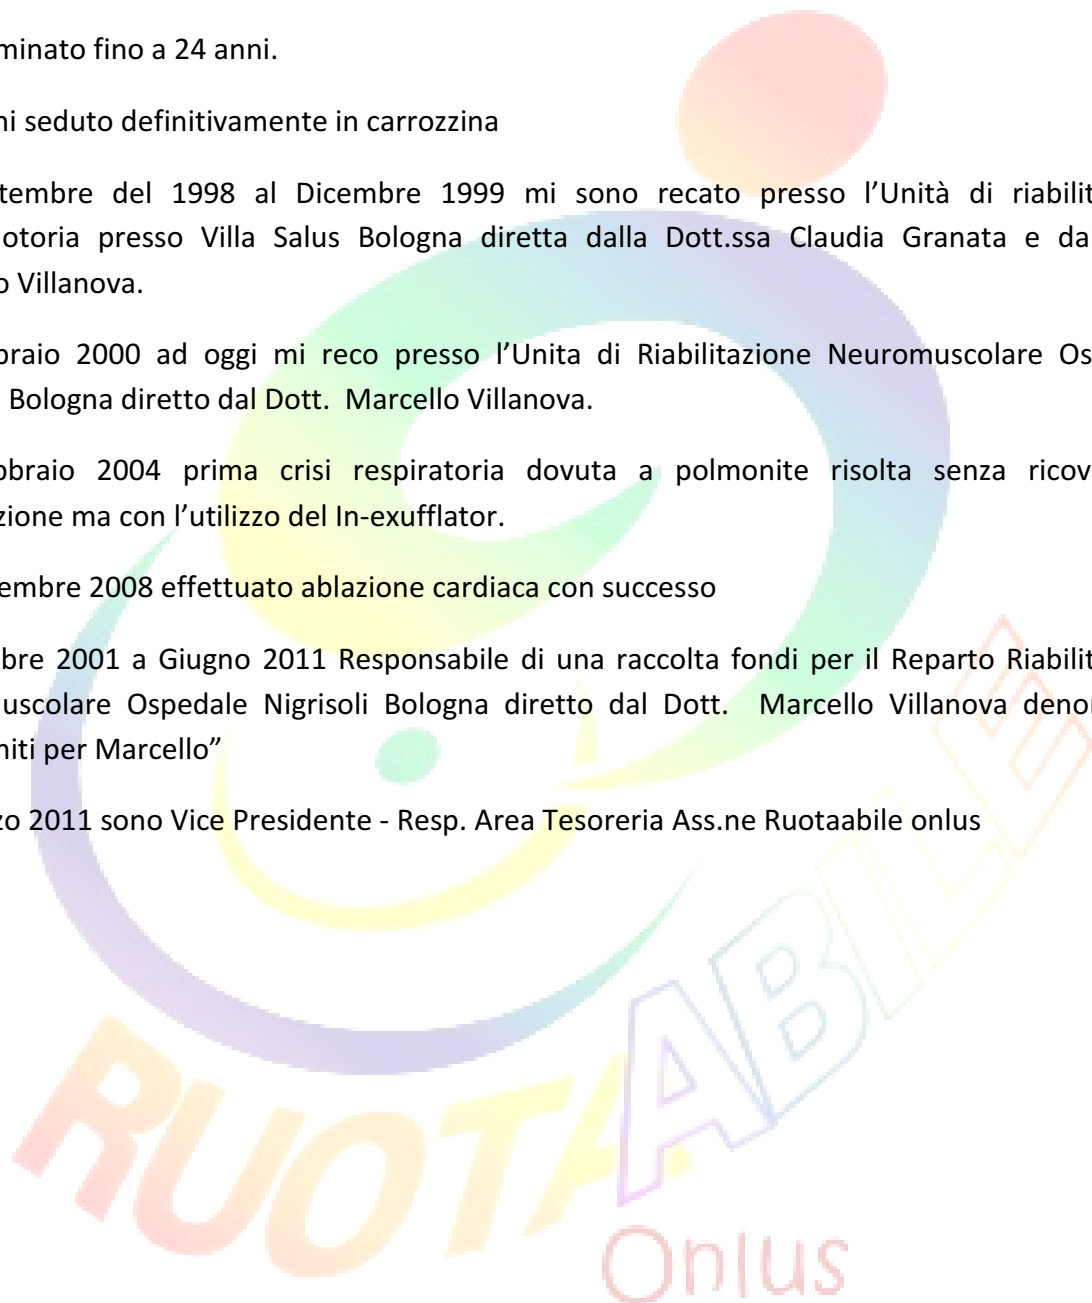 minato fino a 24 anni.
ni seduto definitivamente in carrozzina
ttembre del 1998 al Dicembre 1999 mi sono recato presso l’Unità di riabilit
otoria presso Villa Salus Bologna diretta dalla Dott.ssa Claudia Granata e da
o Villanova.
braio 2000 ad oggi mi reco presso l’Unita di Riabilitazione Neuromuscolare Os
Bologna diretto dal Dott. Marcello Villanova.
bbraio 2004 prima crisi respiratoria dovuta a polmonite risolta senza ricov
zione ma con l’utilizzo del In-exufflator.
embre 2008 effettuato ablazione cardiaca con successo
bre 2001 a Giugno 2011 Responsabile di una raccolta fondi per il Reparto Riabilit
uscolare Ospedale Nigrisoli Bologna diretto dal Dott. Marcello Villanova deno
niti per Marcello”
zo 2011 sono Vice Presidente - Resp. Area Tesoreria Ass.ne Ruotaabile onlus
RUOTABILE
Onlus